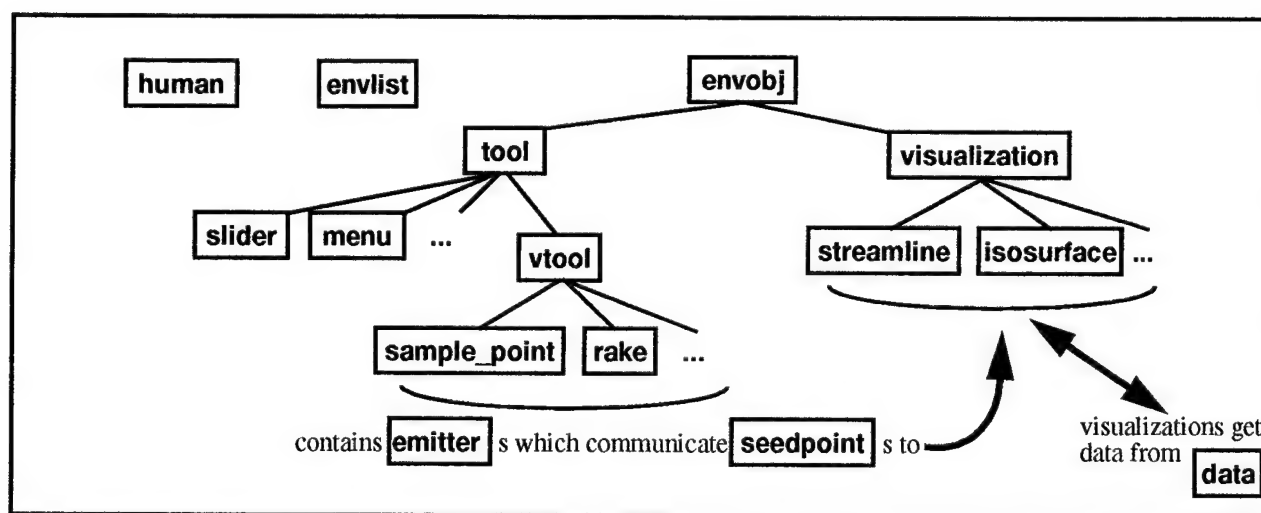 human envlist envobj
tool visualization
slider menu ... streamline isosurface ...
vtool
sample_point rake ...
contains emitter s which communicate seedpoint s to
visualizations get
data from data